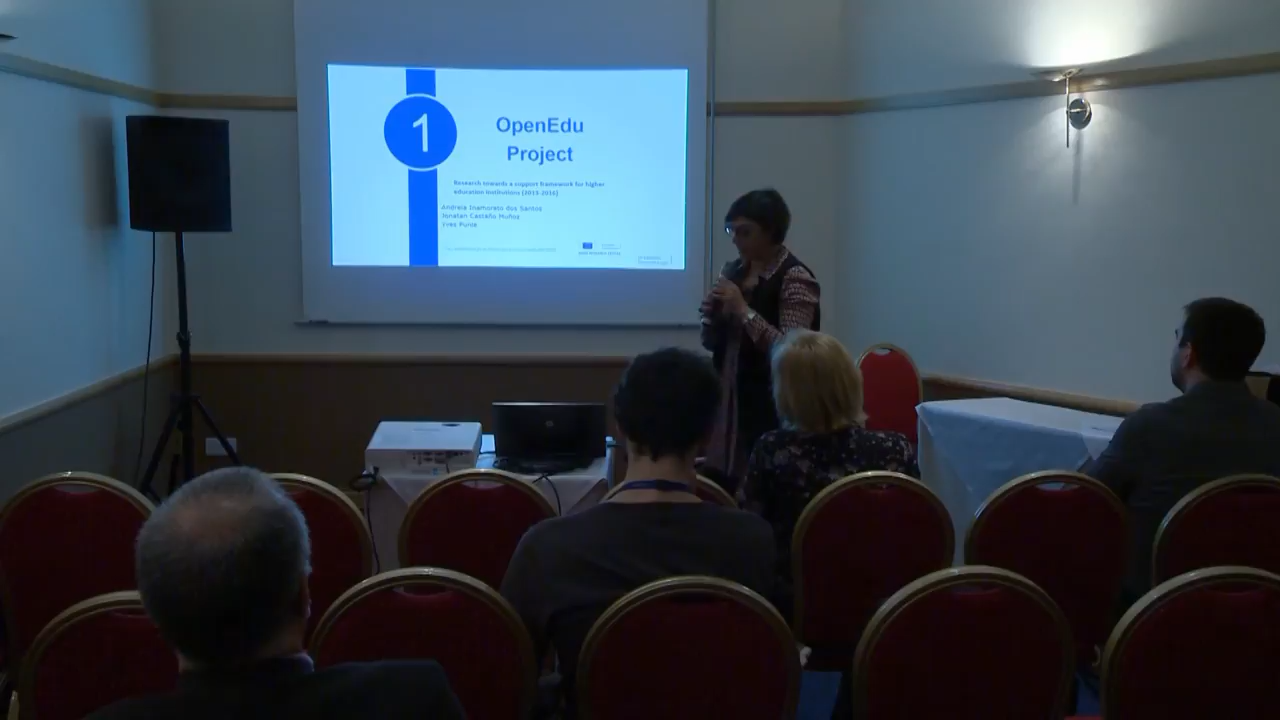 1
OpenEdu
Project
Research towards a support framework for higher
education institutions (2013-2016)
Andreia Inamorato dos Santos
Jonatan Castaño Muñoz
Yves Punie